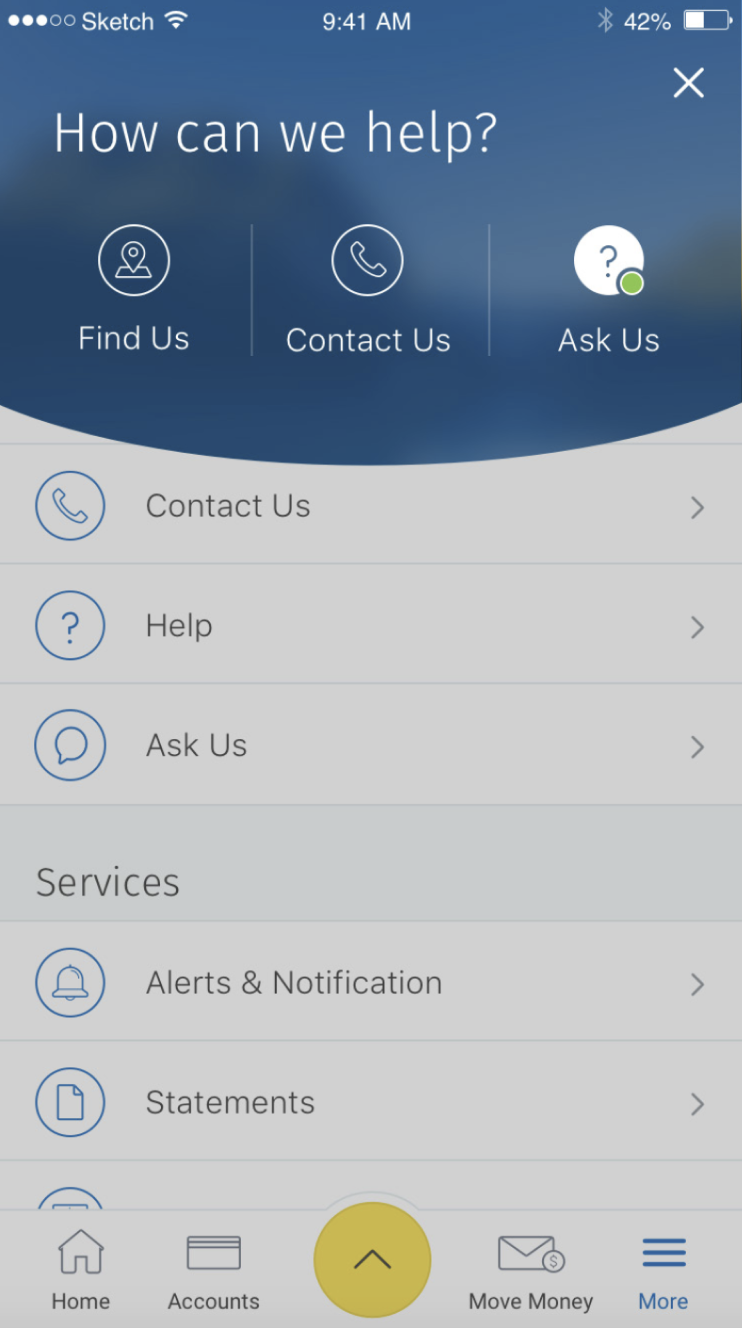 Sketch 9:41 AM 42%
How can we help?
Find Us Contact Us Ask Us
Contact Us
Help
Ask Us
Services
Alerts & Notification
Statements
Home Accounts Move Money More